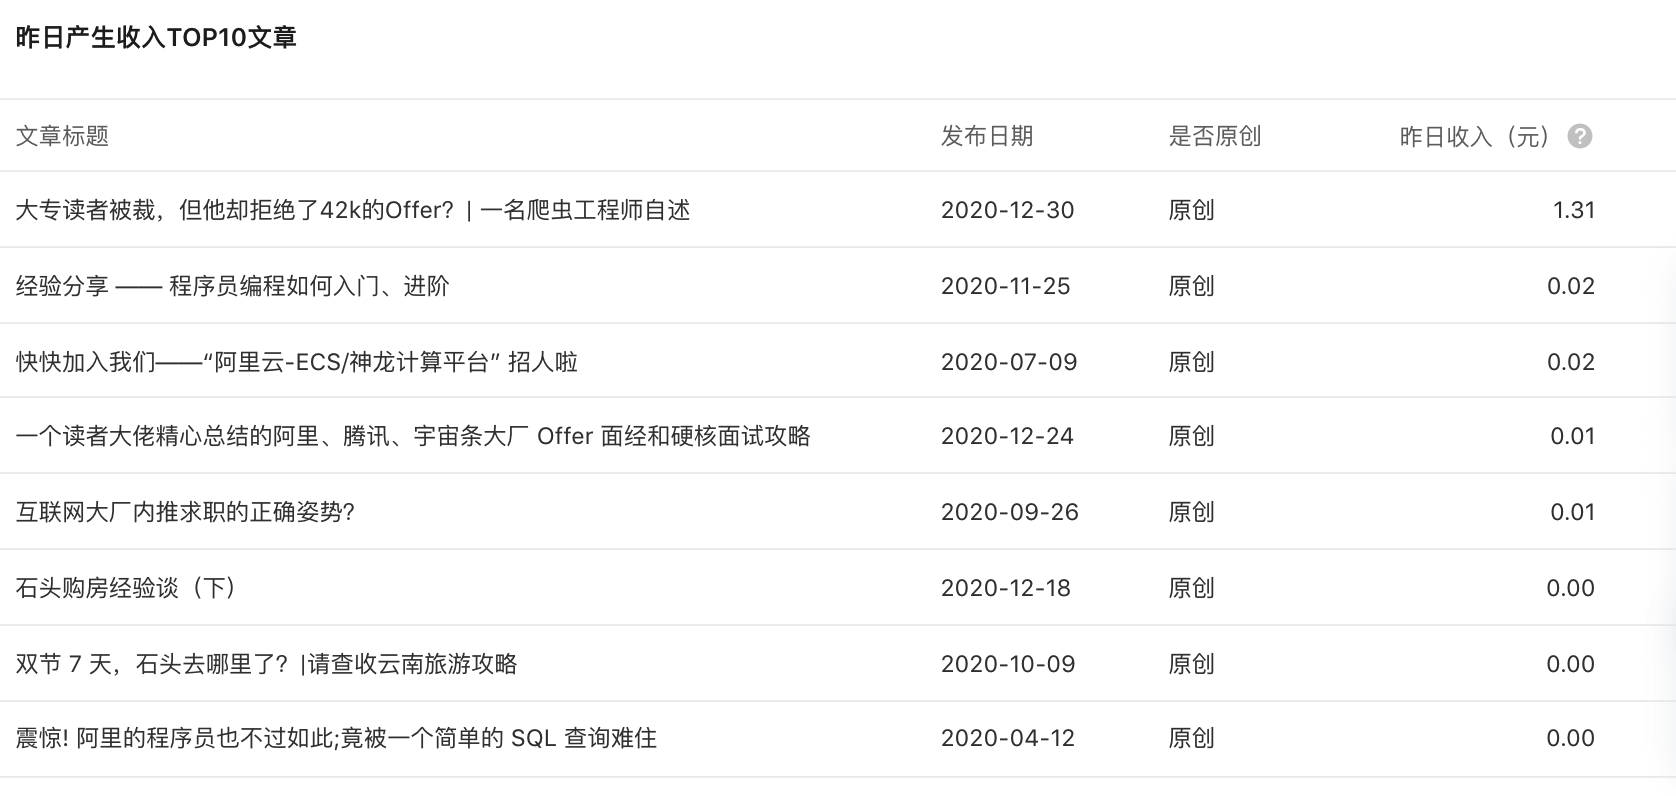 昨日产生收入TOP10文章
文章标题 发布日期 是否原创 昨日收入（元） ?
大专读者被裁，但他却拒绝了42k的Offer？| 一名爬虫工程师自述 2020-12-30 原创 1.31
经验分享 —— 程序员编程如何入门、进阶 2020-11-25 原创 0.02
快快加入我们——“阿里云-ECS/神龙计算平台” 招人啦 2020-07-09 原创 0.02
一个读者大佬精心总结的阿里、腾讯、宇宙条大厂 Offer 面经和硬核面试攻略 2020-12-24 原创 0.01
互联网大厂内推求职的正确姿势? 2020-09-26 原创 0.01
石头购房经验谈（下） 2020-12-18 原创 0.00
双节 7 天，石头去哪里了？|请查收云南旅游攻略 2020-10-09 原创 0.00
震惊! 阿里的程序员也不过如此;竟被一个简单的 SQL 查询难住 2020-04-12 原创 0.00